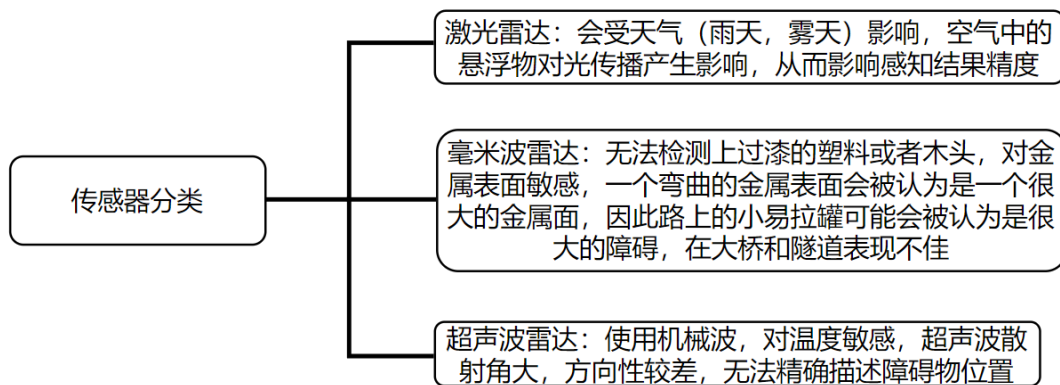 激光雷达：会受天气（雨天，雾天）影响，空气中的
悬浮物对光传播产生影响，从而影响感知结果精度
传感器分类
毫米波雷达：无法检测上过漆的塑料或者木头，对金
属表面敏感，一个弯曲的金属表面会被认为是一个很
大的金属面，因此路上的小易拉罐可能会被认为是很
大的障碍，在大桥和隧道表现不佳
超声波雷达：使用机械波，对温度敏感，超声波散
射角大，方向性较差，无法精确描述障碍物位置